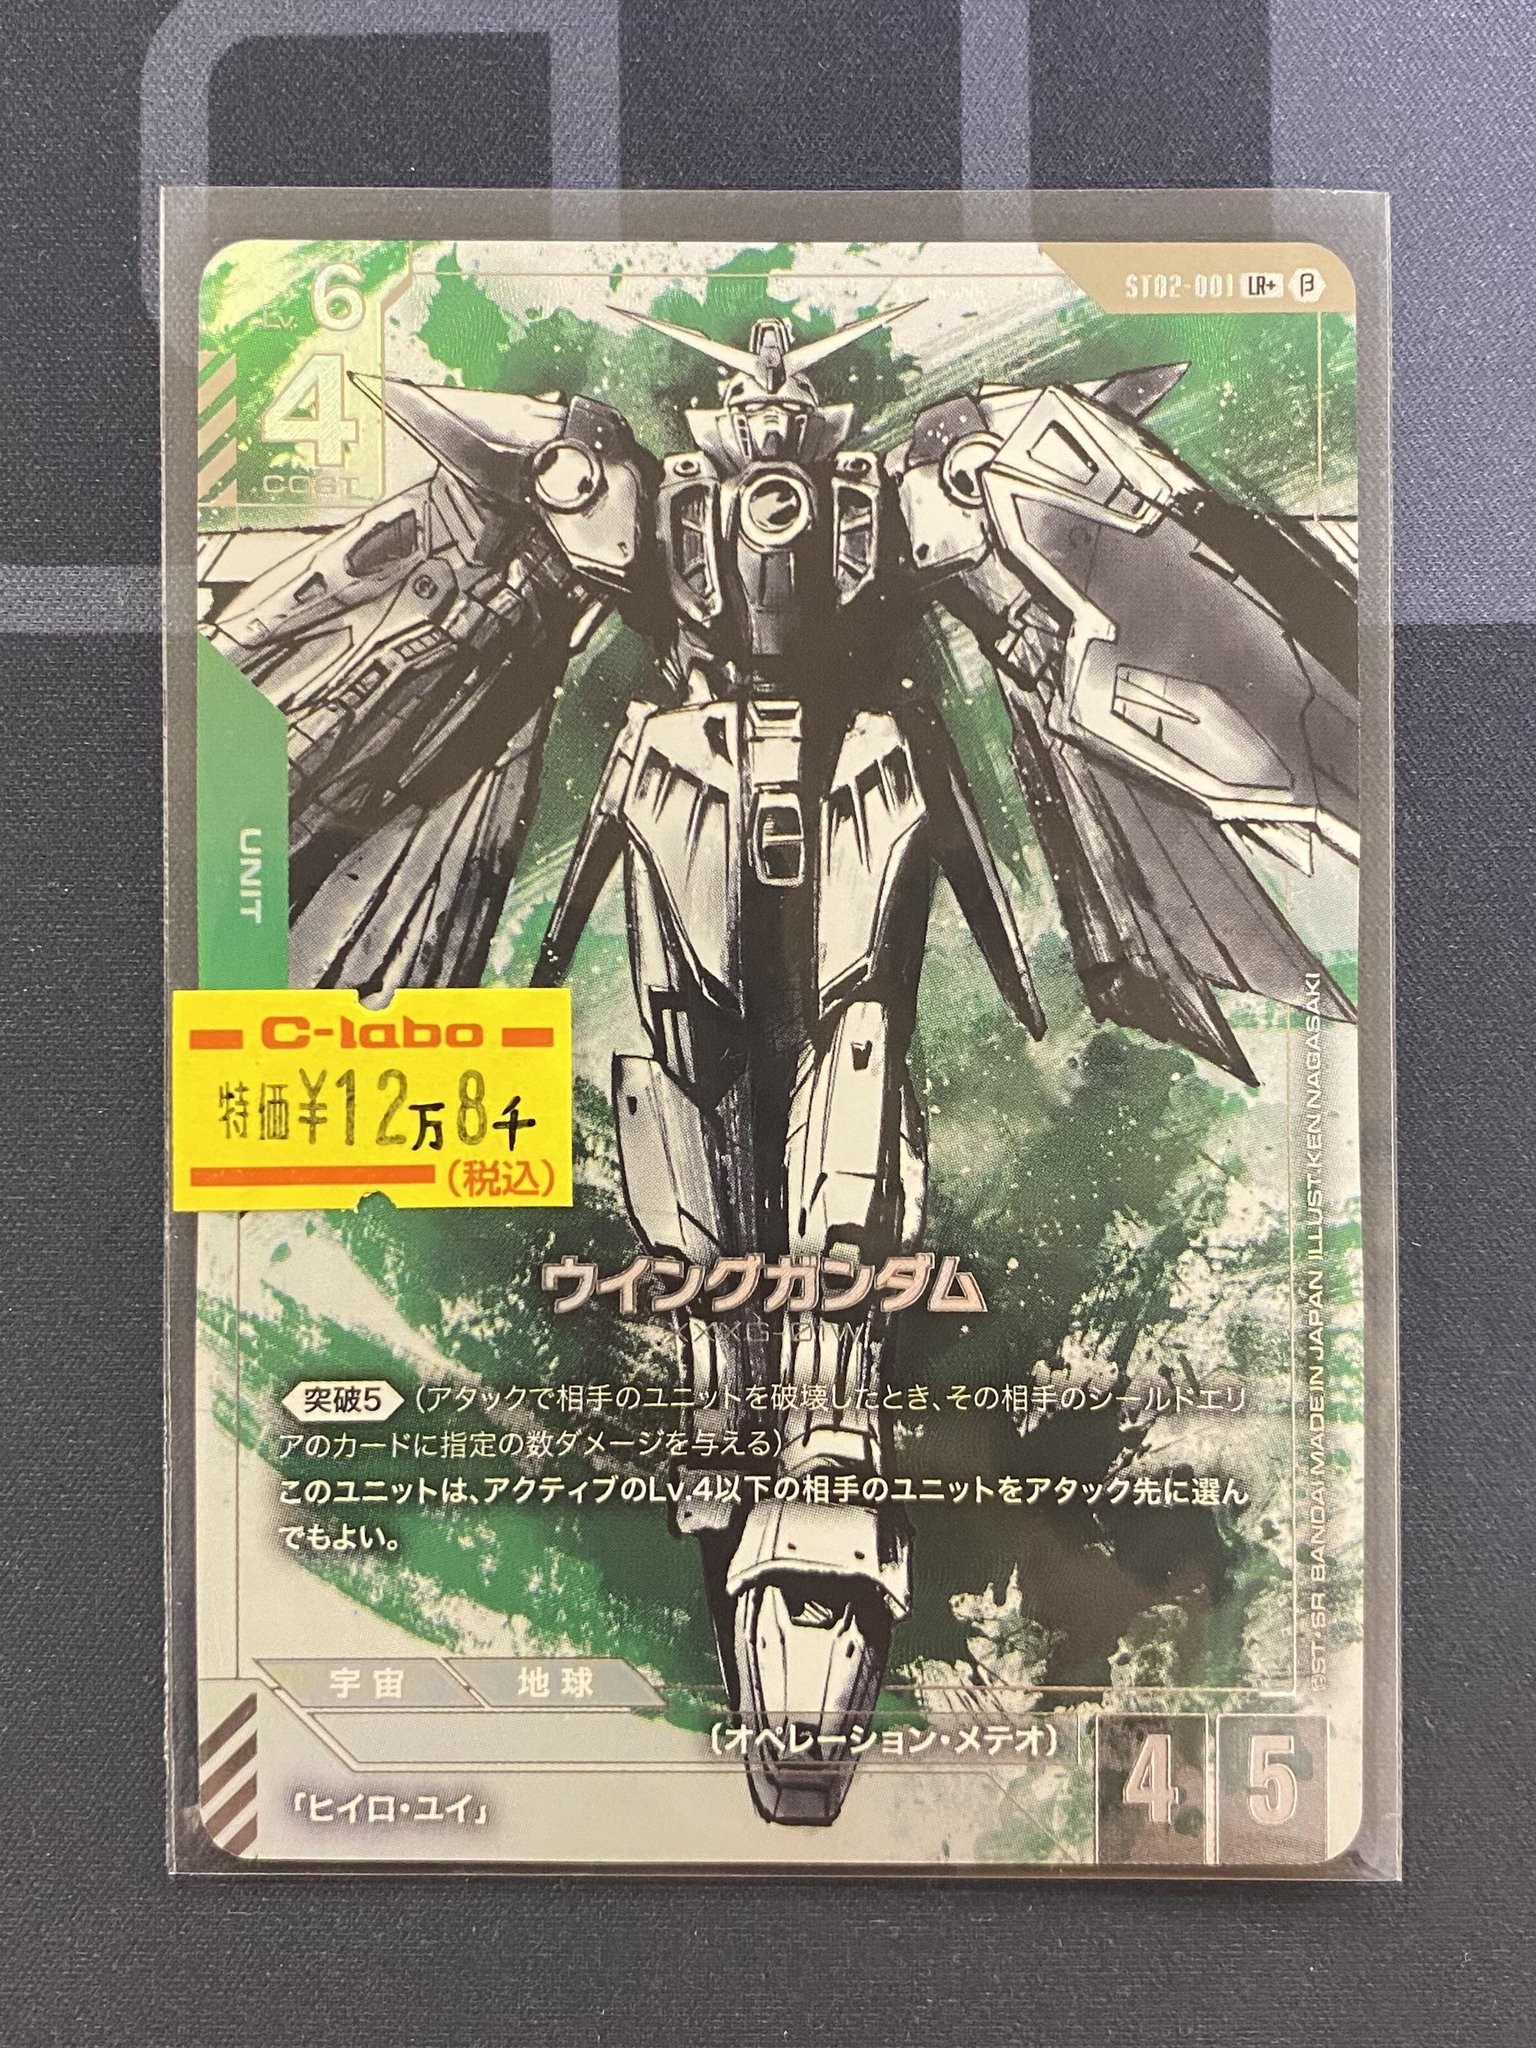 Lv. 6
4
COST
ST02-001 LR+ β
UNIT
C-labo
特価¥12万8千
(税込)
ウイングガンダム
XXXG-01W
突破5 (アタックで相手のユニットを破壊したとき、その相手のシールドエリ
アのカードに指定の数ダメージを与える)
このユニットは、アクティブのLv.4以下の相手のユニットをアタック先に選ん
でもよい。
宇宙 地球
〔オペレーション・メテオ〕
「ヒイロ・ユイ」
4 5
©ST・SR BANDAI MADE IN JAPAN ILLUST.KEN NAGASAKI